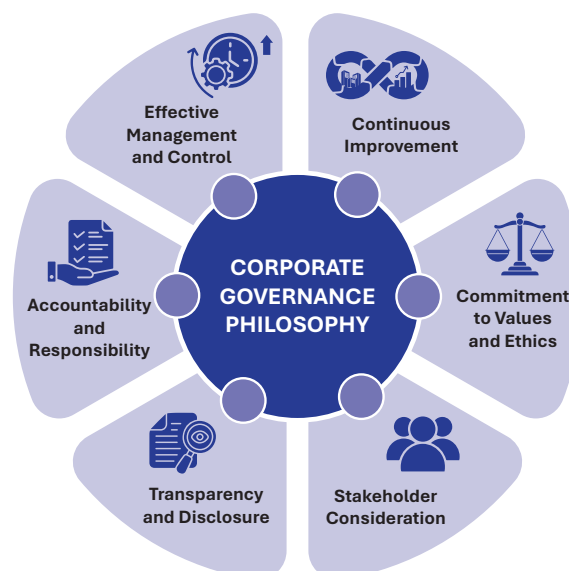 Effective
Management
and Control
Continuous
Improvement
Accountability
and
Responsibility
CORPORATE
GOVERNANCE
PHILOSOPHY
Commitment
to Values
and Ethics
Transparency
and Disclosure
Stakeholder
Consideration